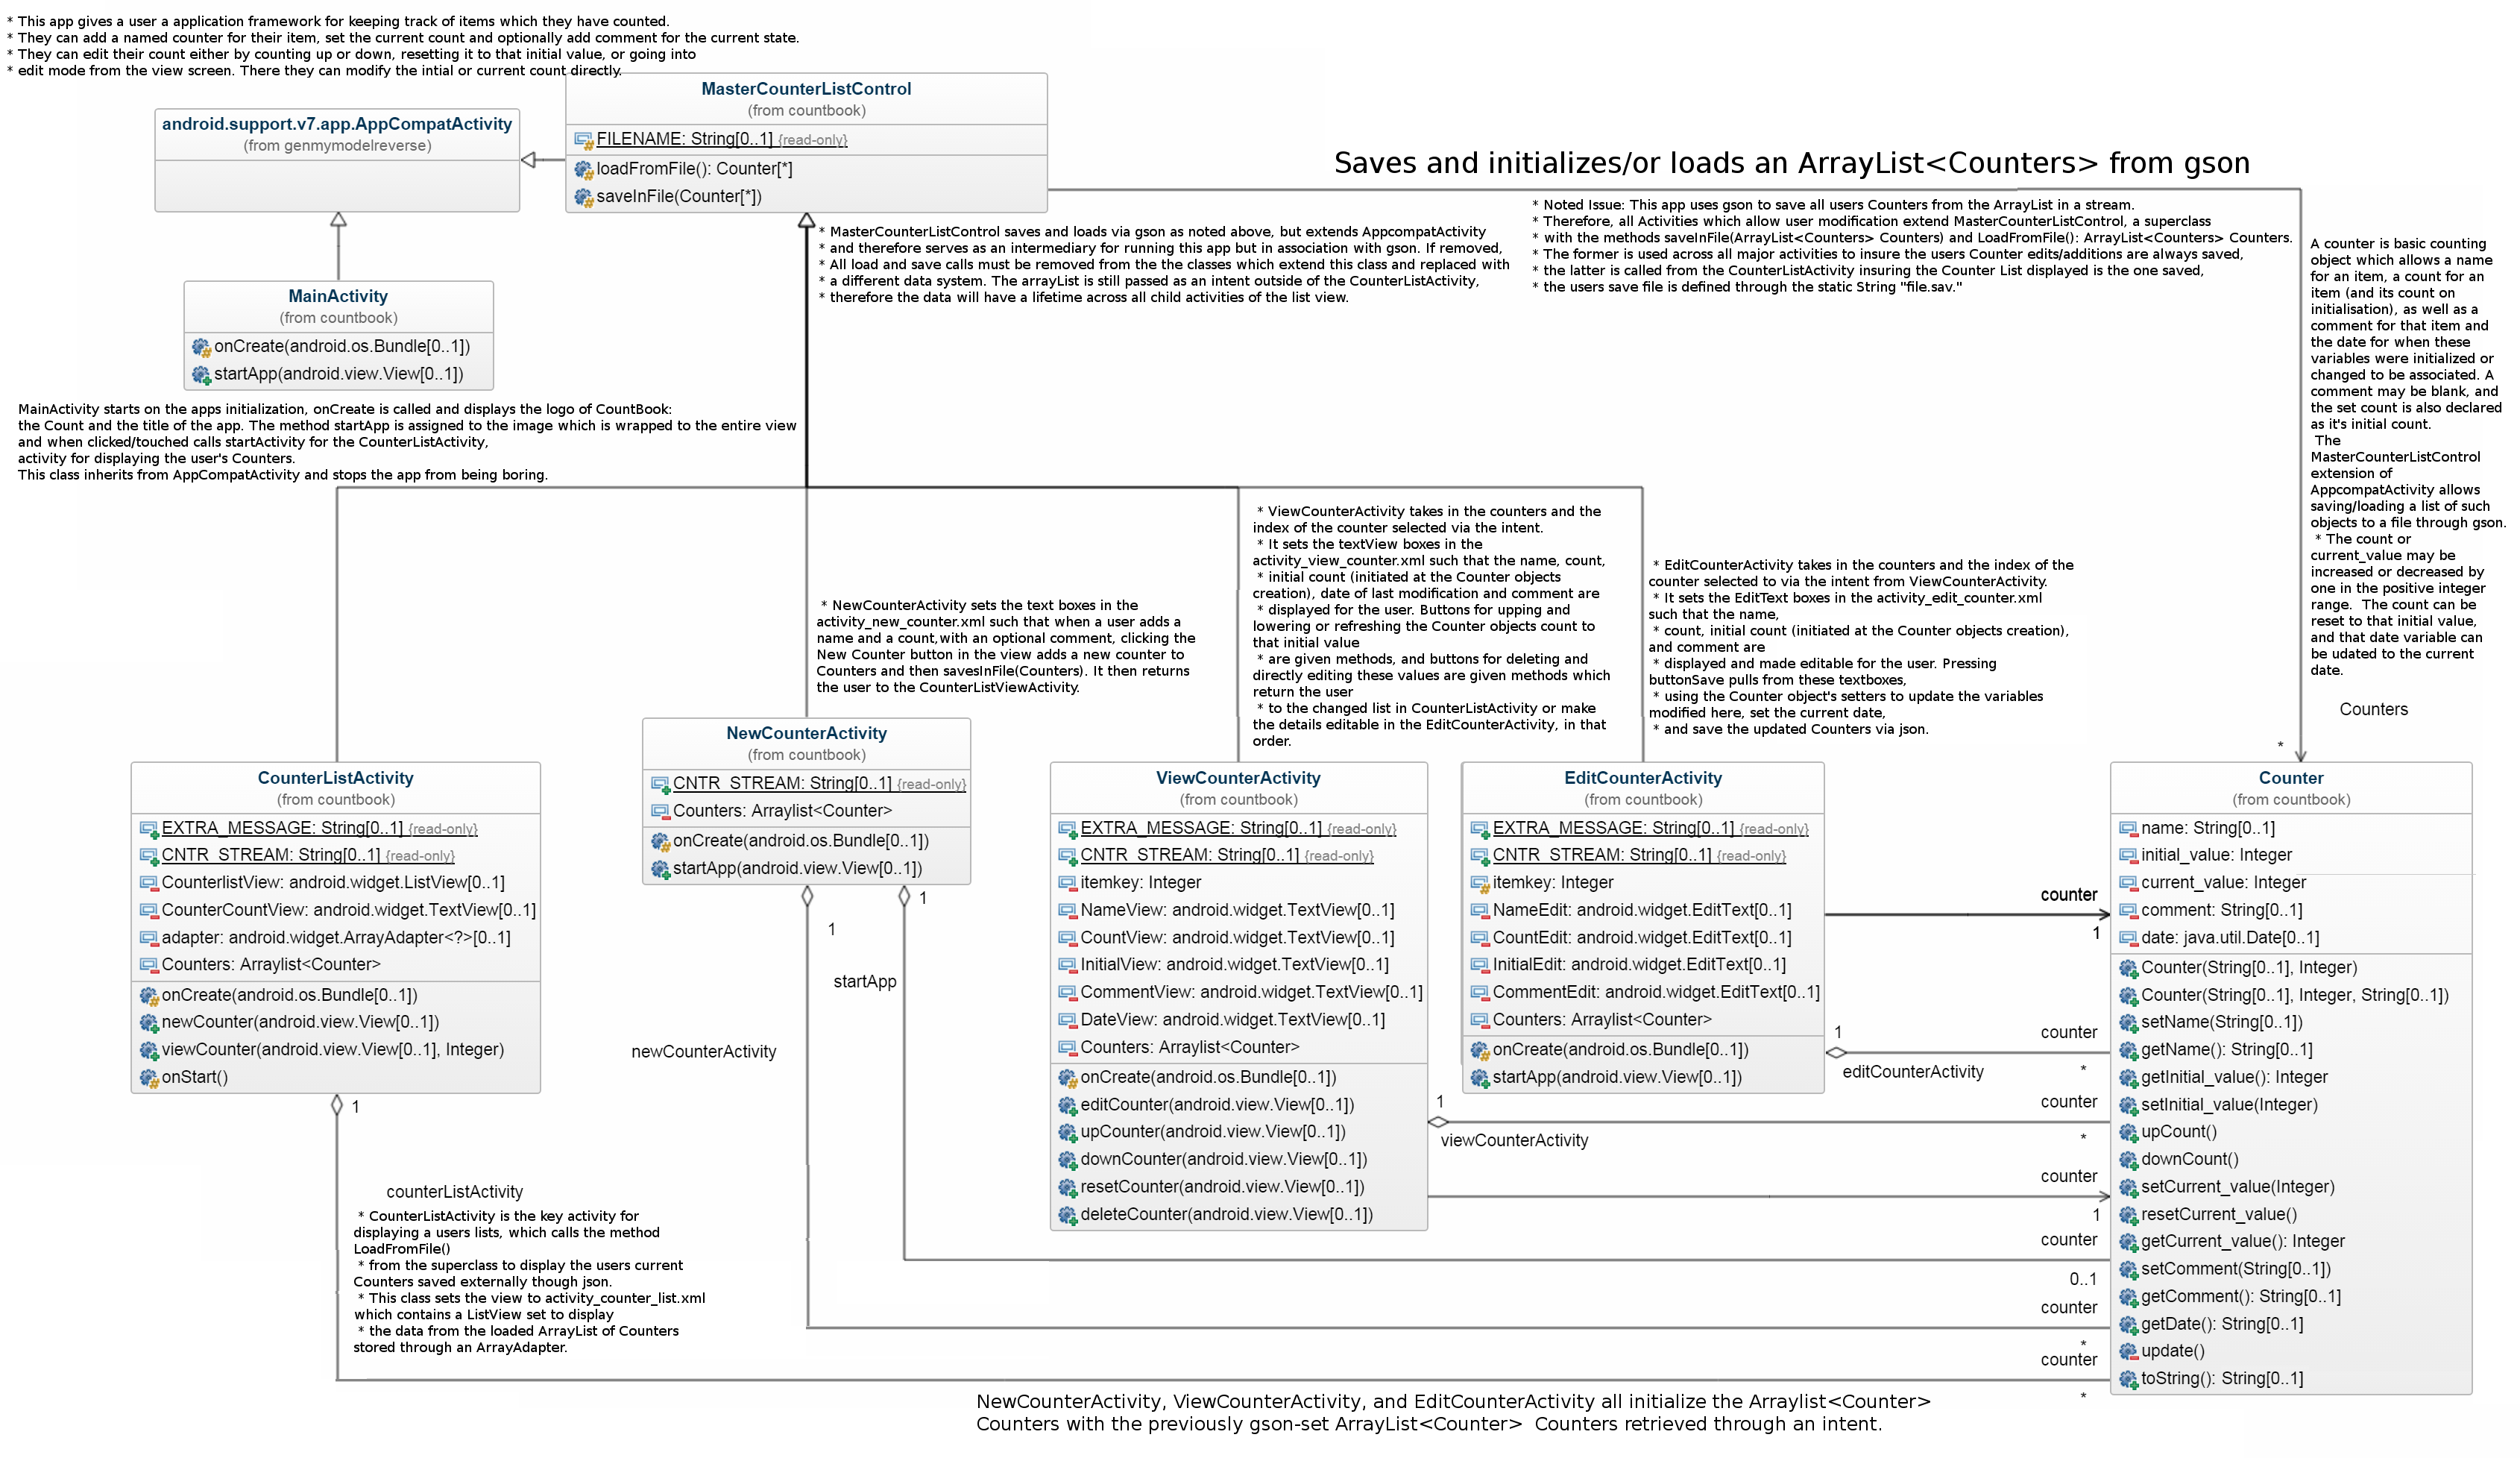 * This app gives a user a application framework for keeping track of items which they have counted.
* They can add a named counter for their item, set the current count and optionally add comment for the current state.
* They can edit their count either by counting up or down, resetting it to that initial value, or going into
* edit mode from the view screen. There they can modify the intial or current count directly.
android.support.v7.app.AppCompatActivity
(from genmymodelreverse)
MasterCounterListControl
(from countbook)
FILENAME: String[0..1] {read-only}
loadFromFile(): Counter[*]
saveInFile(Counter[*])
Saves and initializes/or loads an ArrayList<Counters> from gson
* MasterCounterListControl saves and loads via gson as noted above, but extends AppcompatActivity
* and therefore serves as an intermediary for running this app but in association with gson. If removed,
* All load and save calls must be removed from the the classes which extend this class and replaced with
* a different data system. The arrayList is still passed as an intent outside of the CounterListActivity,
* therefore the data will have a lifetime across all child activities of the list view.
* Noted Issue: This app uses gson to save all users Counters from the ArrayList in a stream.
* Therefore, all Activities which allow user modification extend MasterCounterListControl, a superclass
* with the methods saveInFile(ArrayList<Counters> Counters) and LoadFromFile(): ArrayList<Counters> Counters.
* The former is used across all major activities to insure the users Counter edits/additions are always saved,
* the latter is called from the CounterListActivity insuring the Counter List displayed is the one saved,
* the users save file is defined through the static String "file.sav."
A counter is basic counting
object which allows a name
for an item, a count for an
item (and its count on
initialisation), as well as a
comment for that item and
the date for when these
variables were initialized or
changed to be associated. A
comment may be blank, and
the set count is also declared
as it's initial count.
The
MasterCounterListControl
extension of
AppcompatActivity allows
saving/loading a list of such
objects to a file through gson.
* The count or
current_value may be
increased or decreased by
one in the positive integer
range. The count can be
reset to that initial value,
and that date variable can
be udated to the current
date.
Counters
*
MainActivity
(from countbook)
onCreate(android.os.Bundle[0..1])
startApp(android.view.View[0..1])
MainActivity starts on the apps initialization, onCreate is called and displays the logo of CountBook:
the Count and the title of the app. The method startApp is assigned to the image which is wrapped to the entire view
and when clicked/touched calls startActivity for the CounterListActivity,
activity for displaying the user's Counters.
This class inherits from AppCompatActivity and stops the app from being boring.
* NewCounterActivity sets the text boxes in the
activity_new_counter.xml such that when a user adds a
name and a count,with an optional comment, clicking the
New Counter button in the view adds a new counter to
Counters and then savesInFile(Counters). It then returns
the user to the CounterListViewActivity.
* ViewCounterActivity takes in the counters and the
index of the counter selected via the intent.
* It sets the textView boxes in the
activity_view_counter.xml such that the name, count,
* initial count (initiated at the Counter objects
creation), date of last modification and comment are
* displayed for the user. Buttons for upping and
lowering or refreshing the Counter objects count to
that initial value
* are given methods, and buttons for deleting and
directly editing these values are given methods which
return the user
* to the changed list in CounterListActivity or make
the details editable in the EditCounterActivity, in that
order.
* EditCounterActivity takes in the counters and the index of the
counter selected to via the intent from ViewCounterActivity.
* It sets the EditText boxes in the activity_edit_counter.xml
such that the name,
* count, initial count (initiated at the Counter objects creation),
and comment are
* displayed and made editable for the user. Pressing
buttonSave pulls from these textboxes,
* using the Counter object's setters to update the variables
modified here, set the current date,
* and save the updated Counters via json.
CounterListActivity
(from countbook)
EXTRA_MESSAGE: String[0..1] {read-only}
CNTR_STREAM: String[0..1] {read-only}
CounterlistView: android.widget.ListView[0..1]
CounterCountView: android.widget.TextView[0..1]
adapter: android.widget.ArrayAdapter<?>[0..1]
Counters: Arraylist<Counter>
onCreate(android.os.Bundle[0..1])
newCounter(android.view.View[0..1])
viewCounter(android.view.View[0..1], Integer)
onStart()
1
counterListActivity
* CounterListActivity is the key activity for
displaying a users lists, which calls the method
LoadFromFile()
* from the superclass to display the users current
Counters saved externally though json.
* This class sets the view to activity_counter_list.xml
which contains a ListView set to display
* the data from the loaded ArrayList of Counters
stored through an ArrayAdapter.
NewCounterActivity
(from countbook)
CNTR_STREAM: String[0..1] {read-only}
Counters: Arraylist<Counter>
onCreate(android.os.Bundle[0..1])
startApp(android.view.View[0..1])
1
1
startApp
newCounterActivity
ViewCounterActivity
(from countbook)
EXTRA_MESSAGE: String[0..1] {read-only}
CNTR_STREAM: String[0..1] {read-only}
itemkey: Integer
NameView: android.widget.TextView[0..1]
CountView: android.widget.TextView[0..1]
InitialView: android.widget.TextView[0..1]
CommentView: android.widget.TextView[0..1]
DateView: android.widget.TextView[0..1]
Counters: Arraylist<Counter>
onCreate(android.os.Bundle[0..1])
editCounter(android.view.View[0..1])
upCounter(android.view.View[0..1])
downCounter(android.view.View[0..1])
resetCounter(android.view.View[0..1])
deleteCounter(android.view.View[0..1])
EditCounterActivity
(from countbook)
EXTRA_MESSAGE: String[0..1] {read-only}
CNTR_STREAM: String[0..1] {read-only}
itemkey: Integer
NameEdit: android.widget.EditText[0..1]
CountEdit: android.widget.EditText[0..1]
InitialEdit: android.widget.EditText[0..1]
CommentEdit: android.widget.EditText[0..1]
Counters: Arraylist<Counter>
onCreate(android.os.Bundle[0..1])
startApp(android.view.View[0..1])
counter
1
1
counter
editCounterActivity
*
1
counter
viewCounterActivity
*
counter
1
counter
0..1
counter
*
counter
*
Counter
(from countbook)
name: String[0..1]
initial_value: Integer
current_value: Integer
comment: String[0..1]
date: java.util.Date[0..1]
Counter(String[0..1], Integer)
Counter(String[0..1], Integer, String[0..1])
setName(String[0..1])
getName(): String[0..1]
getInitial_value(): Integer
setInitial_value(Integer)
upCount()
downCount()
setCurrent_value(Integer)
resetCurrent_value()
getCurrent_value(): Integer
setComment(String[0..1])
getComment(): String[0..1]
getDate(): String[0..1]
update()
toString(): String[0..1]
NewCounterActivity, ViewCounterActivity, and EditCounterActivity all initialize the Arraylist<Counter>
Counters with the previously gson-set ArrayList<Counter> Counters retrieved through an intent.